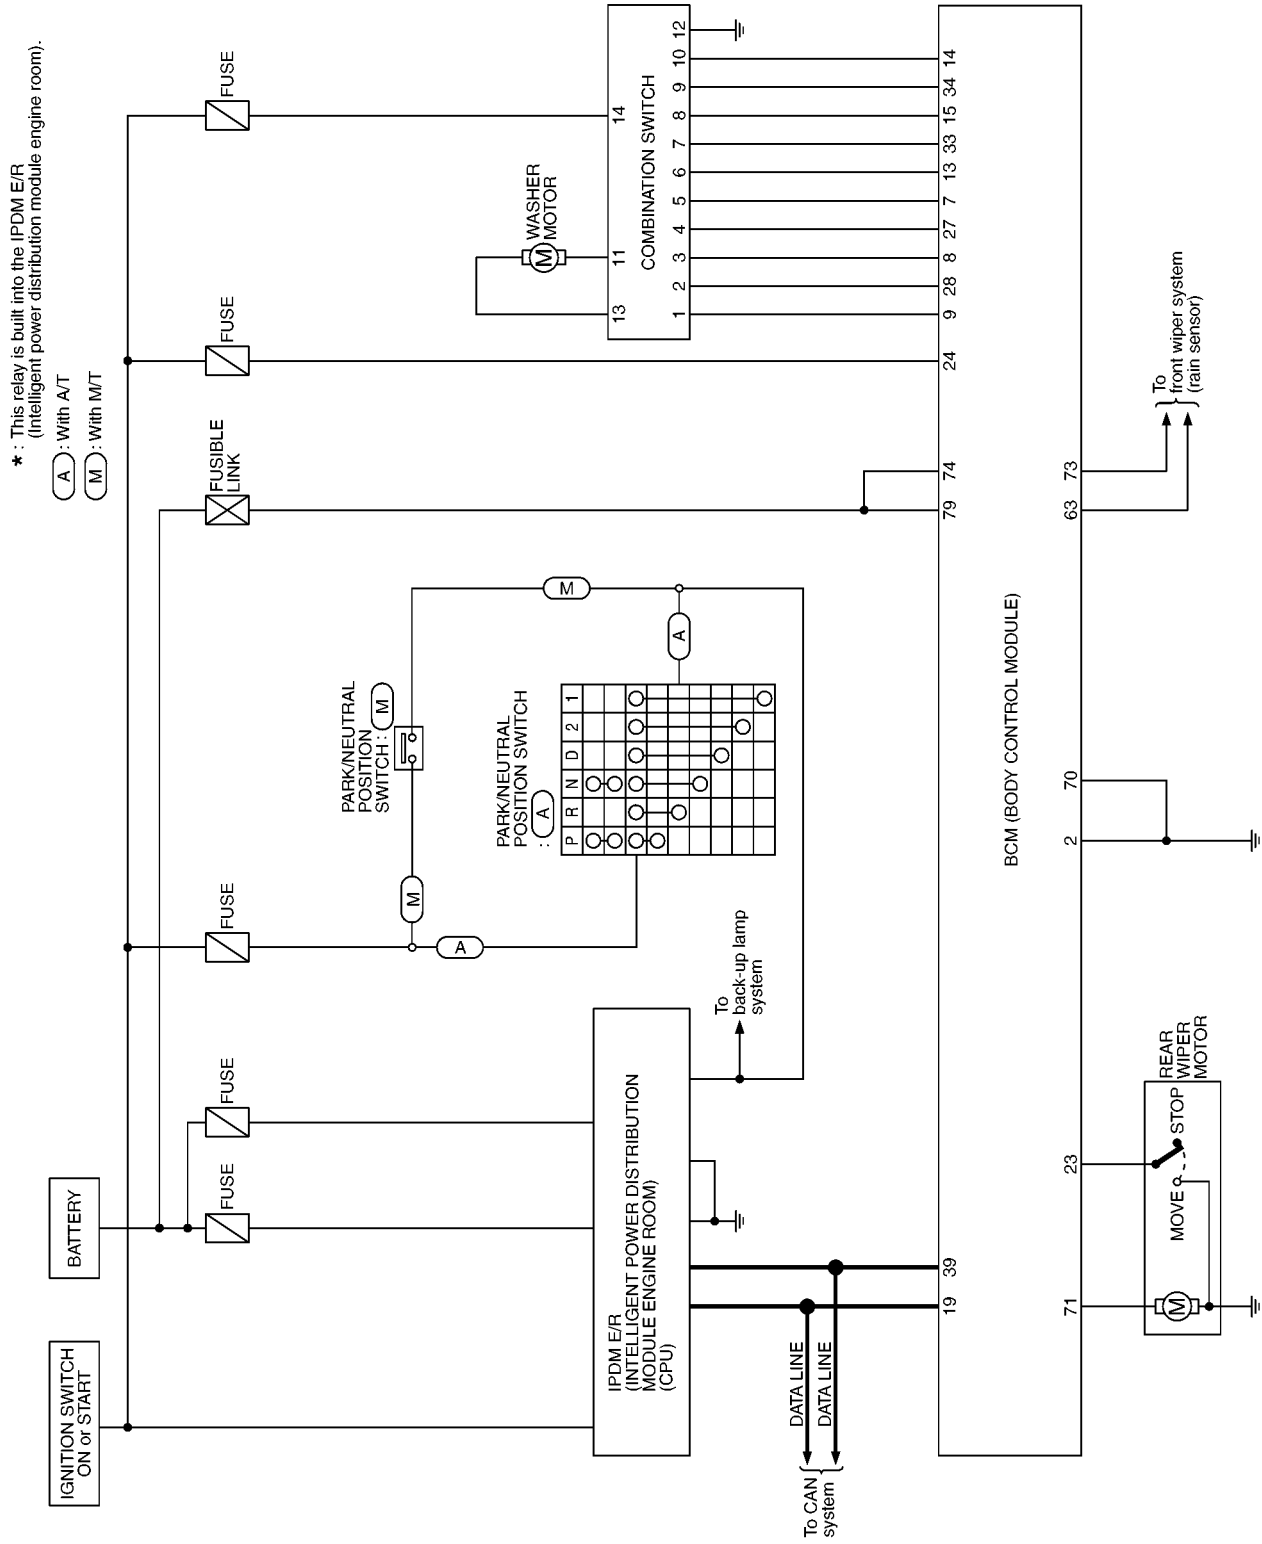 IGNITION SWITCH
ON or START
BATTERY
* : This relay is built into the IPDM E/R
(Intelligent power distribution module engine room).
A : With A/T
M : With M/T
FUSE
FUSE
FUSE
FUSIBLE
LINK
FUSE
FUSE
PARK/NEUTRAL
POSITION
SWITCH : M
M
M
A
A
PARK/NEUTRAL
POSITION SWITCH
: A
P R N D 2 1
WASHER
MOTOR
M
13 11 14
COMBINATION SWITCH
1 2 3 4 5 6 7 8 9 10 12
IPDM E/R
(INTELLIGENT POWER DISTRIBUTION
MODULE ENGINE ROOM)
(CPU)
To
back-up lamp
system
DATA LINE
DATA LINE
To CAN
system
19 39 79 74 24 9 28 8 27 7 13 33 15 34 14
BCM (BODY CONTROL MODULE)
71 23 2 70 63 73
To
front wiper system
(rain sensor)
M
MOVE STOP
REAR
WIPER
MOTOR